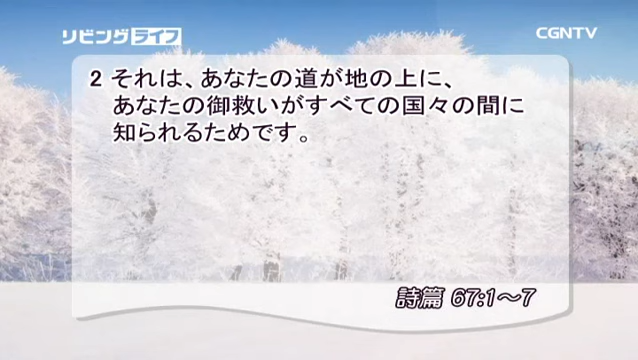 リビングライフ
CGNTV
2 それは、あなたの道が地の上に、
あなたの御救いがすべての国々の間に
知られるためです。
詩篇 67:1～7